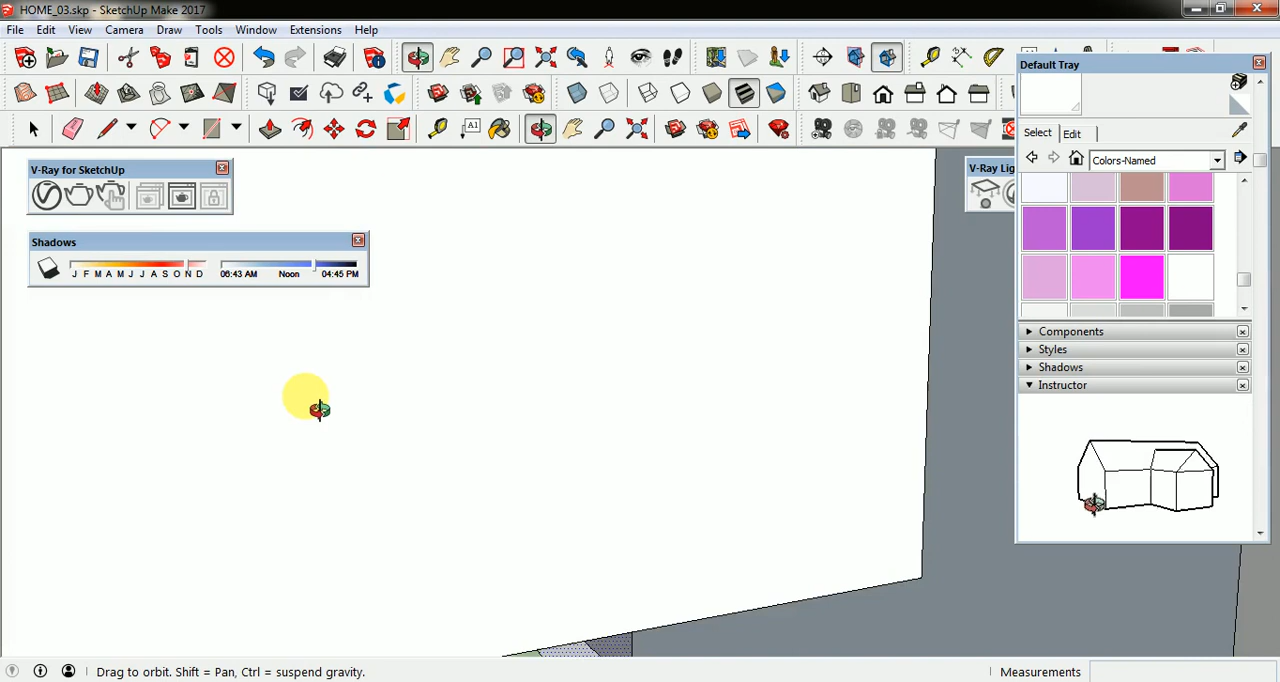 HOME_03.skp - SketchUp Make 2017
File Edit View Camera Draw Tools Window Extensions Help
Default Tray
A1
V-Ray for SketchUp
V-Ray Lig
Select Edit
Colors-Named
Shadows
J F M A M J J A S O N D 06:43 AM Noon 04:45 PM
Components
Styles
Shadows
Instructor
Drag to orbit. Shift = Pan, Ctrl = suspend gravity.
Measurements